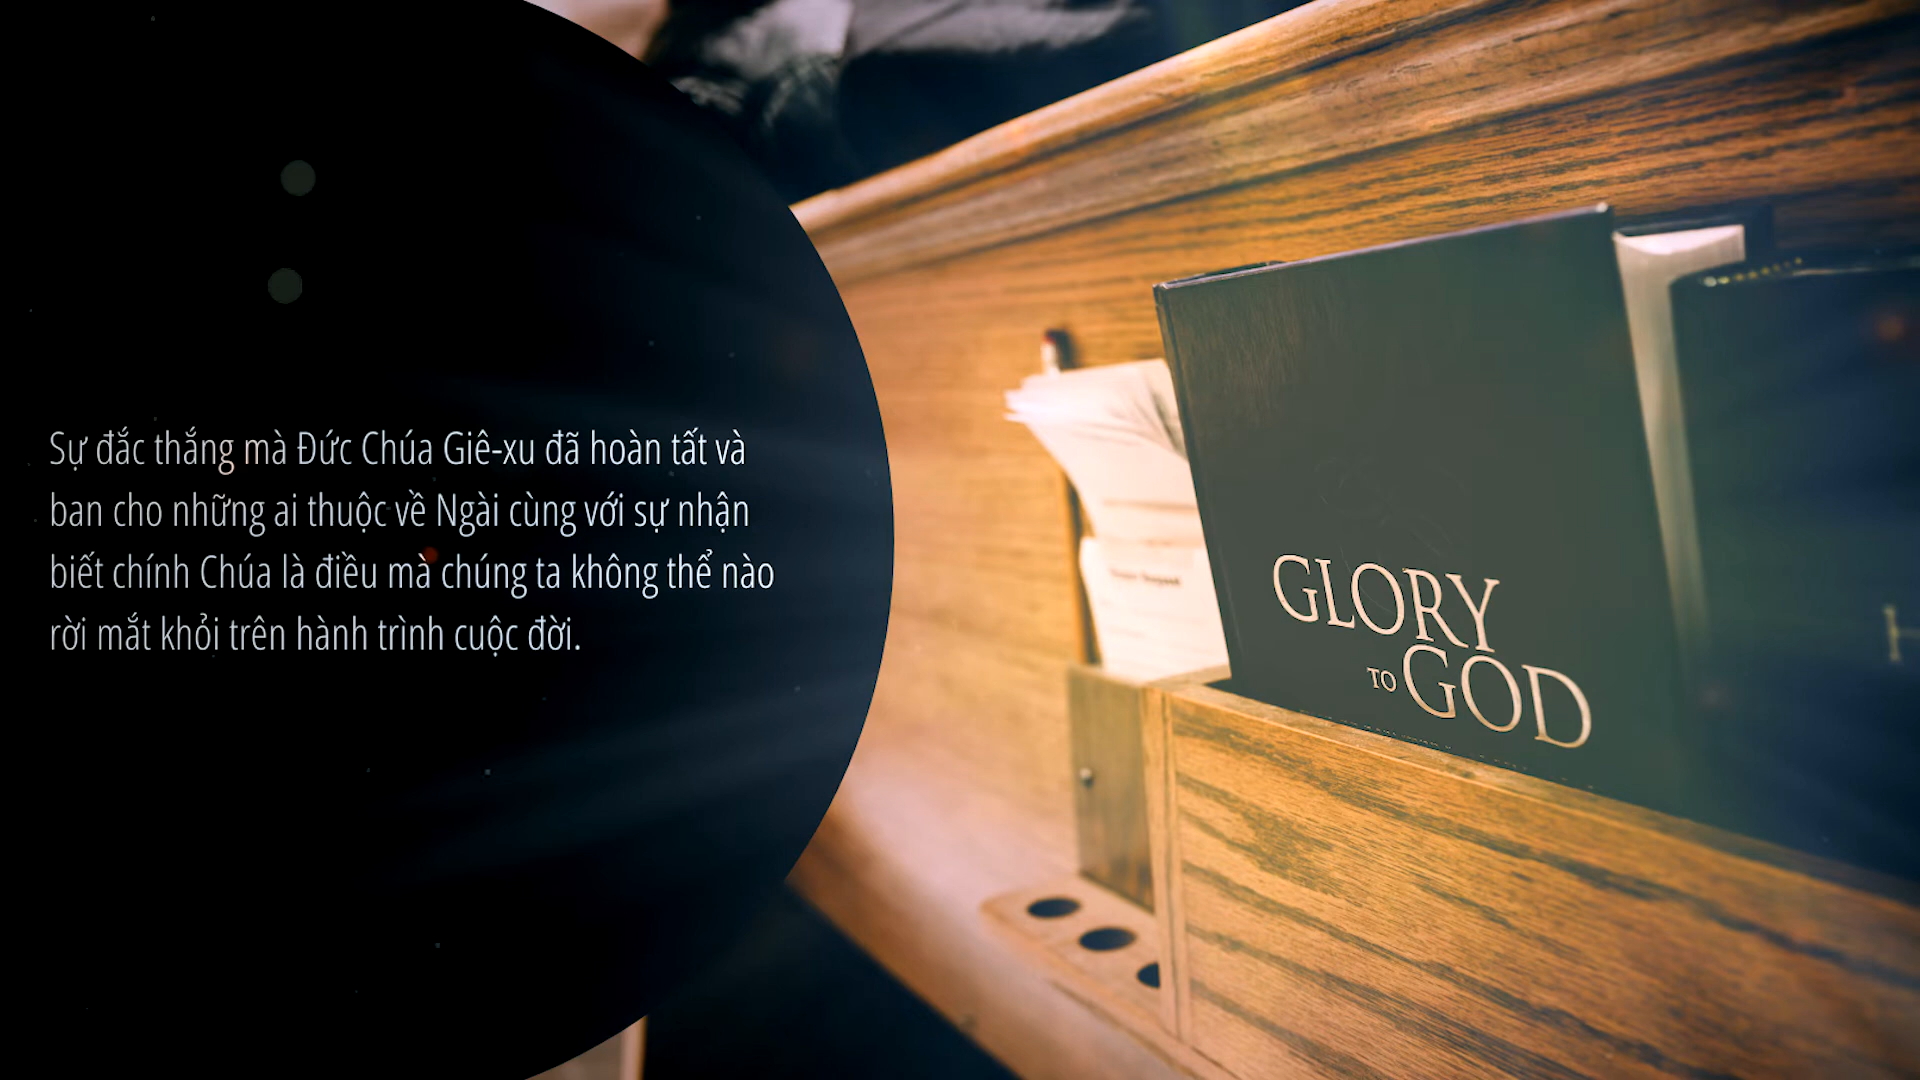 Sự đắc thắng mà Đức Chúa Giê-xu đã hoàn tất và
ban cho những ai thuộc về Ngài cùng với sự nhận
biết chính Chúa là điều mà chúng ta không thể nào
rời mắt khỏi trên hành trình cuộc đời.
GLORY
TO GOD